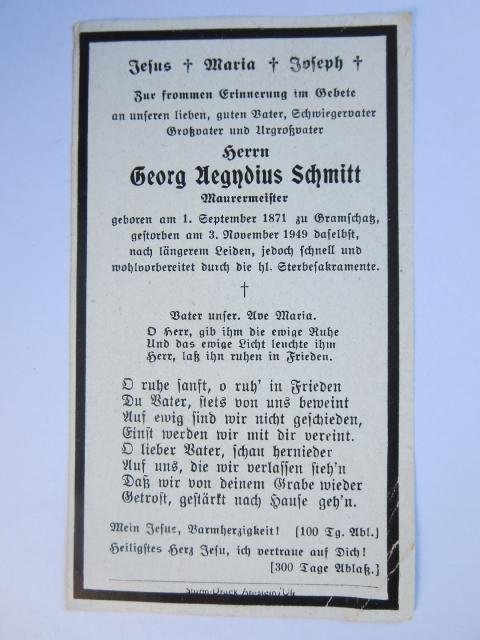 Jesus † Maria † Joseph †
Zur frommen Erinnerung im Gebete
an unseren lieben, guten Vater, Schwiegervater
Großvater und Urgroßvater
Herrn
Georg Aegydius Schmitt
Maurermeister
geboren am 1. September 1871 zu Gramschatz,
gestorben am 3. November 1949 daselbst,
nach längerem Leiden, jedoch schnell und
wohlvorbereitet durch die hl. Sterbesakramente.
†
Vater unser. Ave Maria.
O Herr, gib ihm die ewige Ruhe
Und das ewige Licht leuchte ihm
Herr, laß ihn ruhen in Frieden.
O ruhe sanft, o ruh' in Frieden
Du Vater, stets von uns beweint
Auf ewig sind wir nicht geschieden,
Einst werden wir mit dir vereint.
O lieber Vater, schau hernieder
Auf uns, die wir verlassen steh'n
Daß wir von deinem Grabe wieder
Getrost, gestärkt nach Hause geh'n.
Mein Jesus, Barmherzigkeit! [100 Tg. Abl.]
Heiligstes Herz Jesu, ich vertraue auf Dich!
[300 Tage Ablaß.]
Sturm-Druck Arnstein/Ufr